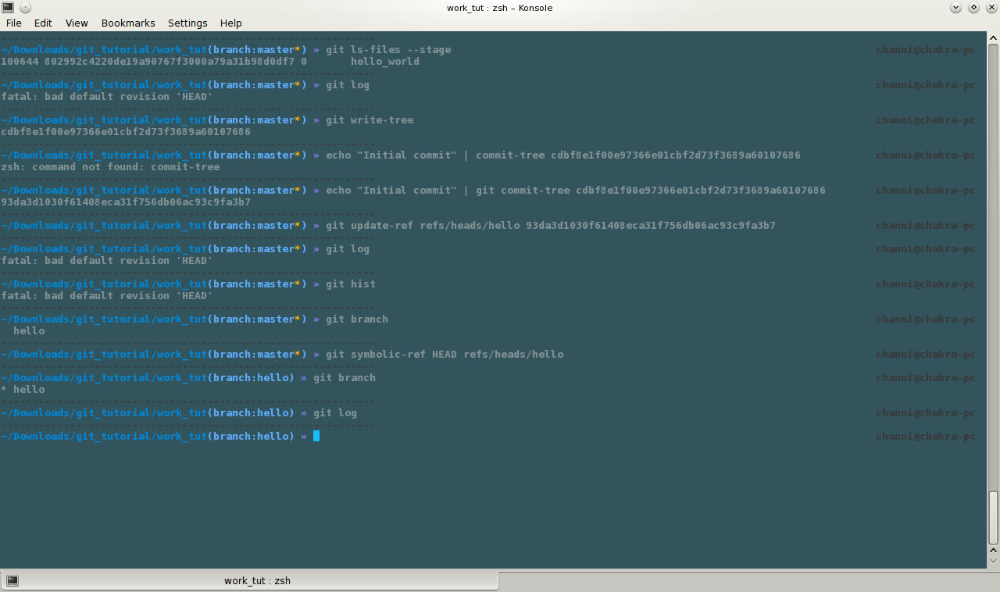 work_tut : zsh – Konsole
File Edit View Bookmarks Settings Help
------------------------------------------------------------
~/Downloads/git_tutorial/work_tut(branch:master*) » git ls-files --stage channi@chakra-pc
100644 802992c4220de19a90767f3000a79a31b98d0df7 0 hello_world
------------------------------------------------------------
~/Downloads/git_tutorial/work_tut(branch:master*) » git log channi@chakra-pc
fatal: bad default revision 'HEAD'
------------------------------------------------------------
~/Downloads/git_tutorial/work_tut(branch:master*) » git write-tree channi@chakra-pc
cdbf8e1f00e97366e01cbf2d73f3689a60107686
------------------------------------------------------------
~/Downloads/git_tutorial/work_tut(branch:master*) » echo "Initial commit" | commit-tree cdbf8e1f00e97366e01cbf2d73f3689a60107686 channi@chakra-pc
zsh: command not found: commit-tree
------------------------------------------------------------
~/Downloads/git_tutorial/work_tut(branch:master*) » echo "Initial commit" | git commit-tree cdbf8e1f00e97366e01cbf2d73f3689a60107686 channi@chakra-pc
93da3d1030f61408eca31f756db06ac93c9fa3b7
------------------------------------------------------------
~/Downloads/git_tutorial/work_tut(branch:master*) » git update-ref refs/heads/hello 93da3d1030f61408eca31f756db06ac93c9fa3b7 channi@chakra-pc
------------------------------------------------------------
~/Downloads/git_tutorial/work_tut(branch:master*) » git log channi@chakra-pc
fatal: bad default revision 'HEAD'
------------------------------------------------------------
~/Downloads/git_tutorial/work_tut(branch:master*) » git hist channi@chakra-pc
fatal: bad default revision 'HEAD'
------------------------------------------------------------
~/Downloads/git_tutorial/work_tut(branch:master*) » git branch channi@chakra-pc
hello
------------------------------------------------------------
~/Downloads/git_tutorial/work_tut(branch:master*) » git symbolic-ref HEAD refs/heads/hello channi@chakra-pc
------------------------------------------------------------
~/Downloads/git_tutorial/work_tut(branch:hello) » git branch channi@chakra-pc
* hello
------------------------------------------------------------
~/Downloads/git_tutorial/work_tut(branch:hello) » git log channi@chakra-pc
------------------------------------------------------------
~/Downloads/git_tutorial/work_tut(branch:hello) » channi@chakra-pc
work_tut : zsh